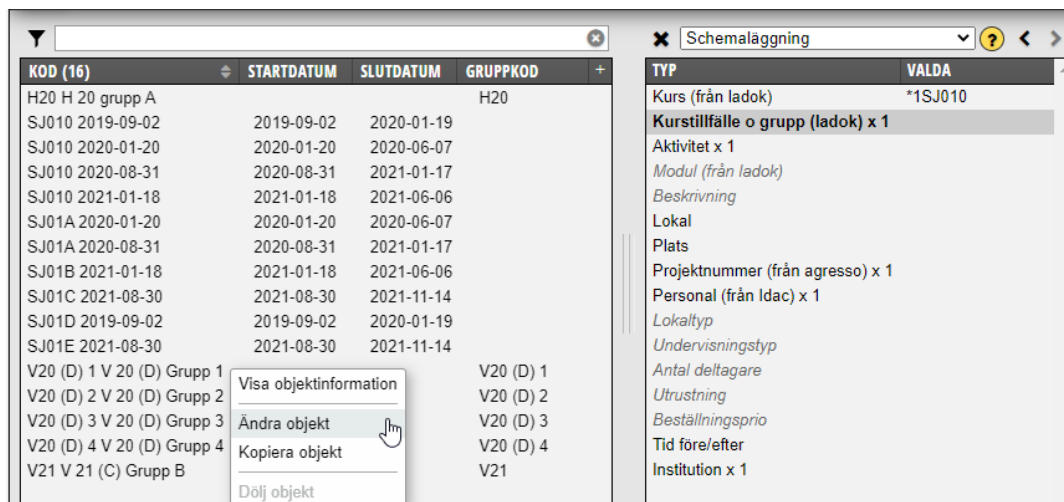 KOD (16) STARTDATUM SLUTDATUM GRUPPKOD +
H20 H 20 grupp A H20
SJ010 2019-09-02 2019-09-02 2020-01-19
SJ010 2020-01-20 2020-01-20 2020-06-07
SJ010 2020-08-31 2020-08-31 2021-01-17
SJ010 2021-01-18 2021-01-18 2021-06-06
SJ01A 2020-01-20 2020-01-20 2020-06-07
SJ01A 2020-08-31 2020-08-31 2021-01-17
SJ01B 2021-01-18 2021-01-18 2021-06-06
SJ01C 2021-08-30 2021-08-30 2021-11-14
SJ01D 2019-09-02 2019-09-02 2020-01-19
SJ01E 2021-08-30 2021-08-30 2021-11-14
V20 (D) 1 V 20 (D) Grupp 1 V20 (D) 1
V20 (D) 2 V 20 (D) Grupp 2 V20 (D) 2
V20 (D) 3 V 20 (D) Grupp 3 V20 (D) 3
V20 (D) 4 V 20 (D) Grupp 4 V20 (D) 4
V21 V 21 (C) Grupp B V21
Visa objektinformation
Ändra objekt
Kopiera objekt
Dölj objekt
Schemaläggning ?
TYP VALDA
Kurs (från ladok) *1SJ010
Kurstillfälle o grupp (ladok) x 1
Aktivitet x 1
Modul (från ladok)
Beskrivning
Lokal
Plats
Projektnummer (från agresso) x 1
Personal (från Idac) x 1
Lokaltyp
Undervisningstyp
Antal deltagare
Utrustning
Beställningsprio
Tid före/efter
Institution x 1